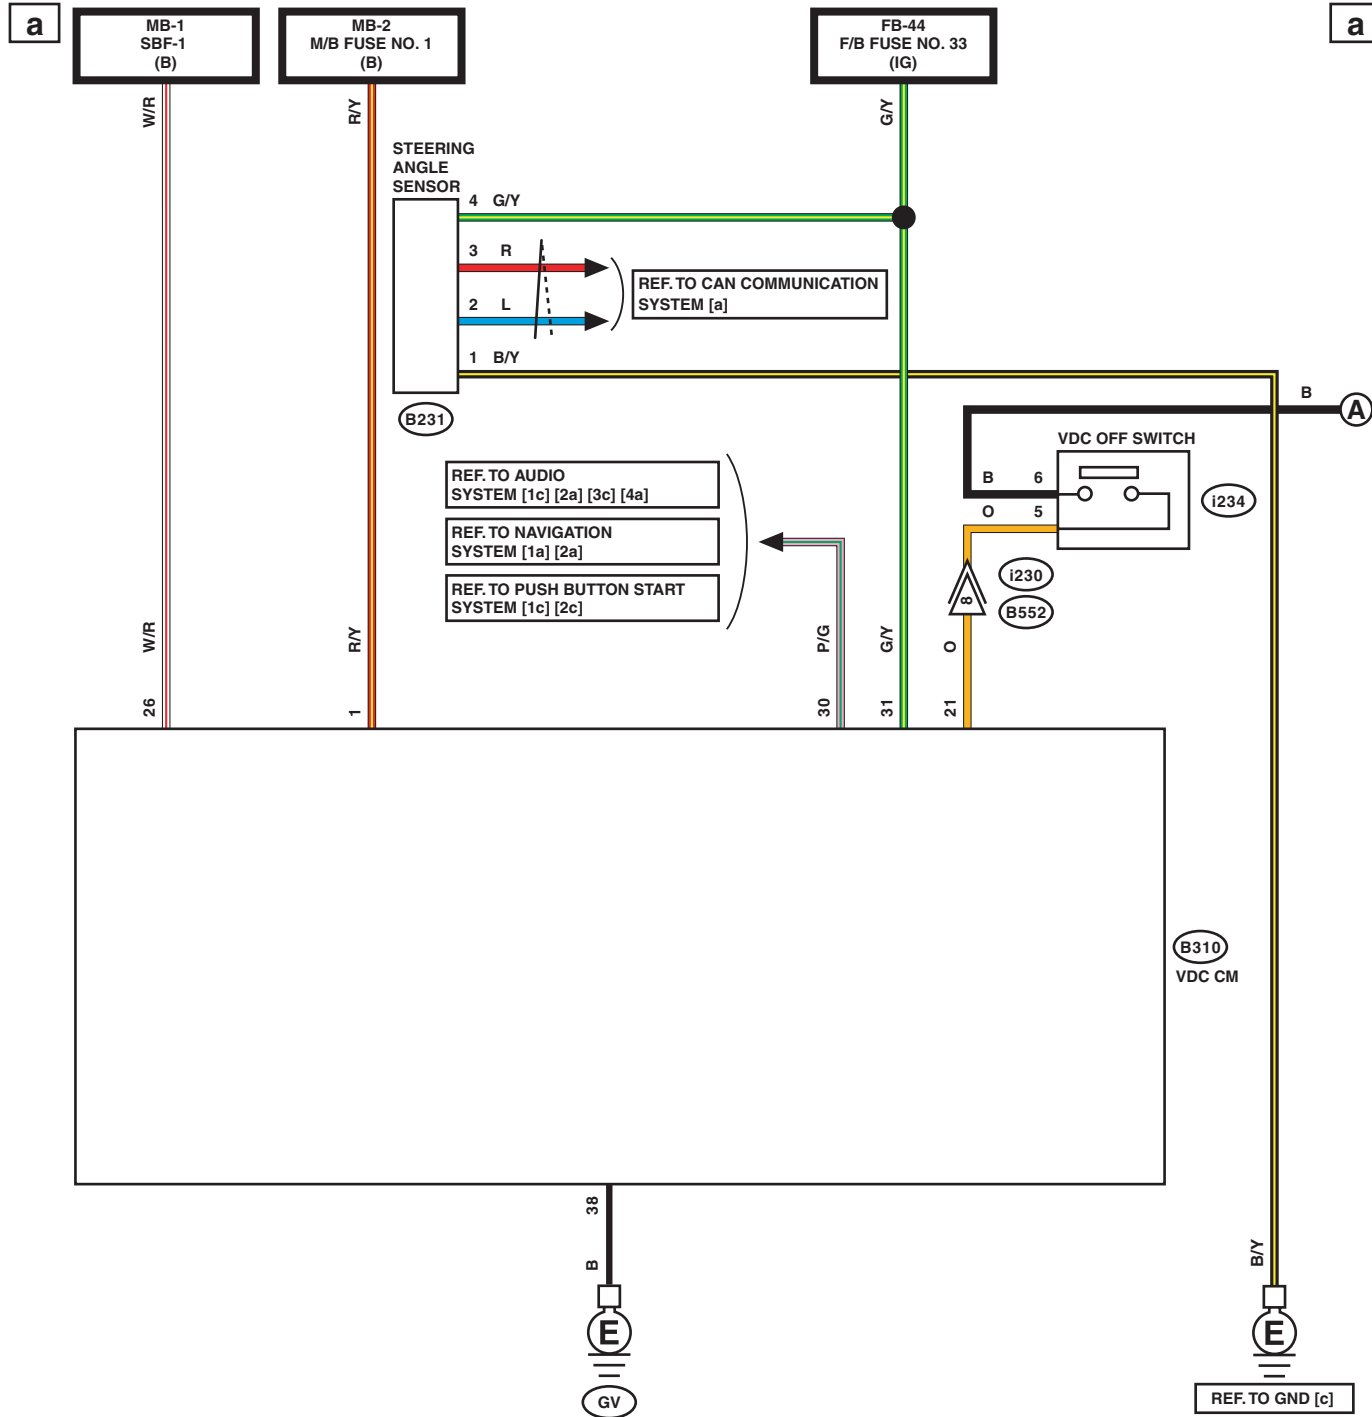 a
MB-1
SBF-1
(B)
MB-2
M/B FUSE NO. 1
(B)
FB-44
F/B FUSE NO. 33
(IG)
a
W/R
R/Y
G/Y
STEERING
ANGLE
SENSOR
4 G/Y
3 R
2 L
1 B/Y
REF. TO CAN COMMUNICATION
SYSTEM [a]
B231
B
A
VDC OFF SWITCH
B 6
O 5
i234
REF. TO AUDIO
SYSTEM [1c] [2a] [3c] [4a]
REF. TO NAVIGATION
SYSTEM [1a] [2a]
REF. TO PUSH BUTTON START
SYSTEM [1c] [2c]
8
i230
B552
W/R
R/Y
P/G
G/Y
O
26
1
30
31
21
B310
VDC CM
38
B
E
GV
B/Y
E
REF. TO GND [c]